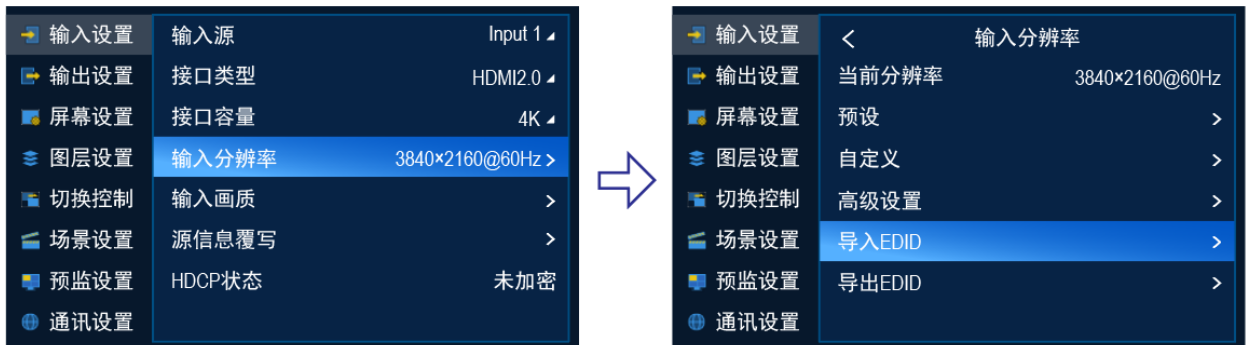 输入设置
输出设置
屏幕设置
图层设置
切换控制
场景设置
预监设置
通讯设置
输入源 Input 1
接口类型 HDMI2.0
接口容量 4K
输入分辨率 3840×2160@60Hz >
输入画质 >
源信息覆写 >
HDCP状态 未加密
输入设置
输出设置
屏幕设置
图层设置
切换控制
场景设置
预监设置
通讯设置
< 输入分辨率
当前分辨率 3840×2160@60Hz
预设 >
自定义 >
高级设置 >
导入EDID >
导出EDID >